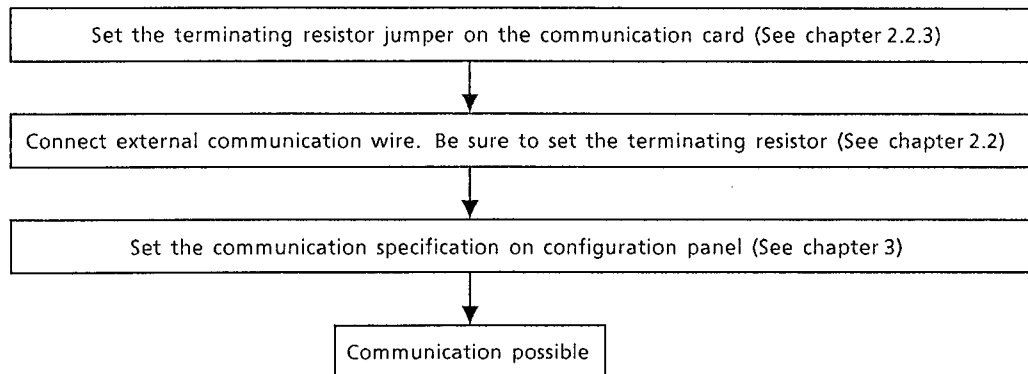 Set the terminating resistor jumper on the communication card (See chapter 2.2.3)
Connect external communication wire. Be sure to set the terminating resistor (See chapter 2.2)
Set the communication specification on configuration panel (See chapter 3)
Communication possible